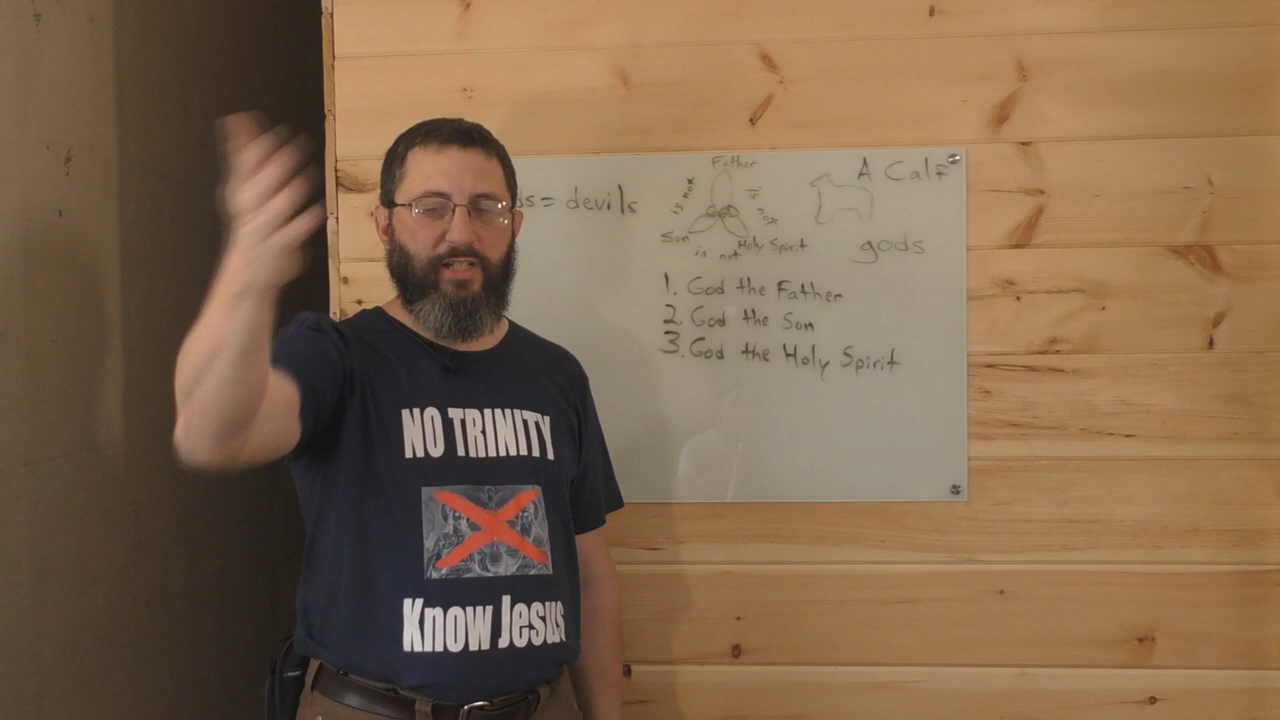 = devils
Father
is not
is not
Son
Holy Spirit
is not
A Calf
gods
1. God the Father
2. God the Son
3. God the Holy Spirit
NO TRINITY
Know Jesus